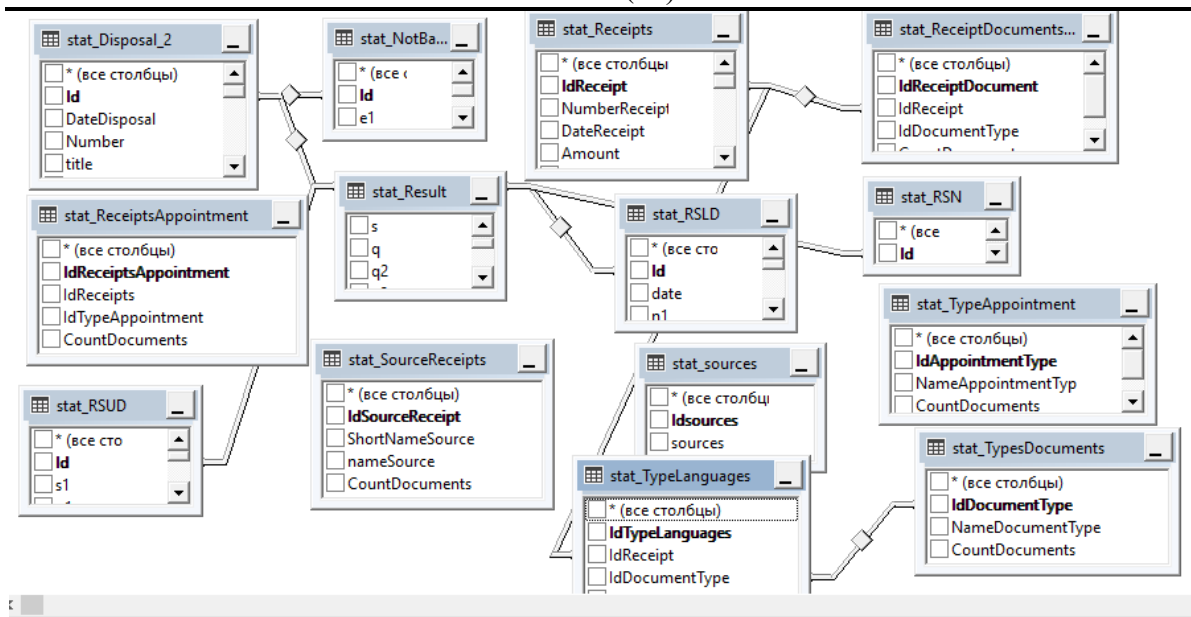 stat_Disposal_2
* (все столбцы)
Id
DateDisposal
Number
title
stat_NotBa...
* (все (
Id
e1
stat_Receipts
* (все столбцы
IdReceipt
NumberReceipt
DateReceipt
Amount
stat_ReceiptDocuments...
* (все столбцы)
IdReceiptDocument
IdReceipt
IdDocumentType
stat_ReceiptsAppointment
* (все столбцы)
IdReceiptsAppointment
IdReceipts
IdTypeAppointment
CountDocuments
stat_Result
s
q
q2
stat_RSLD
* (все сто
Id
date
n1
stat_RSN
* (все
Id
stat_TypeAppointment
* (все столбцы)
IdAppointmentType
NameAppointmentTyp
CountDocuments
stat_RSUD
* (все сто
Id
s1
stat_SourceReceipts
* (все столбцы)
IdSourceReceipt
ShortNameSource
nameSource
CountDocuments
stat_sources
* (все столбц
Idsources
sources
stat_TypeLanguages
* (все столбцы)
IdTypeLanguages
IdReceipt
IdDocumentType
stat_TypesDocuments
* (все столбцы)
IdDocumentType
NameDocumentType
CountDocuments